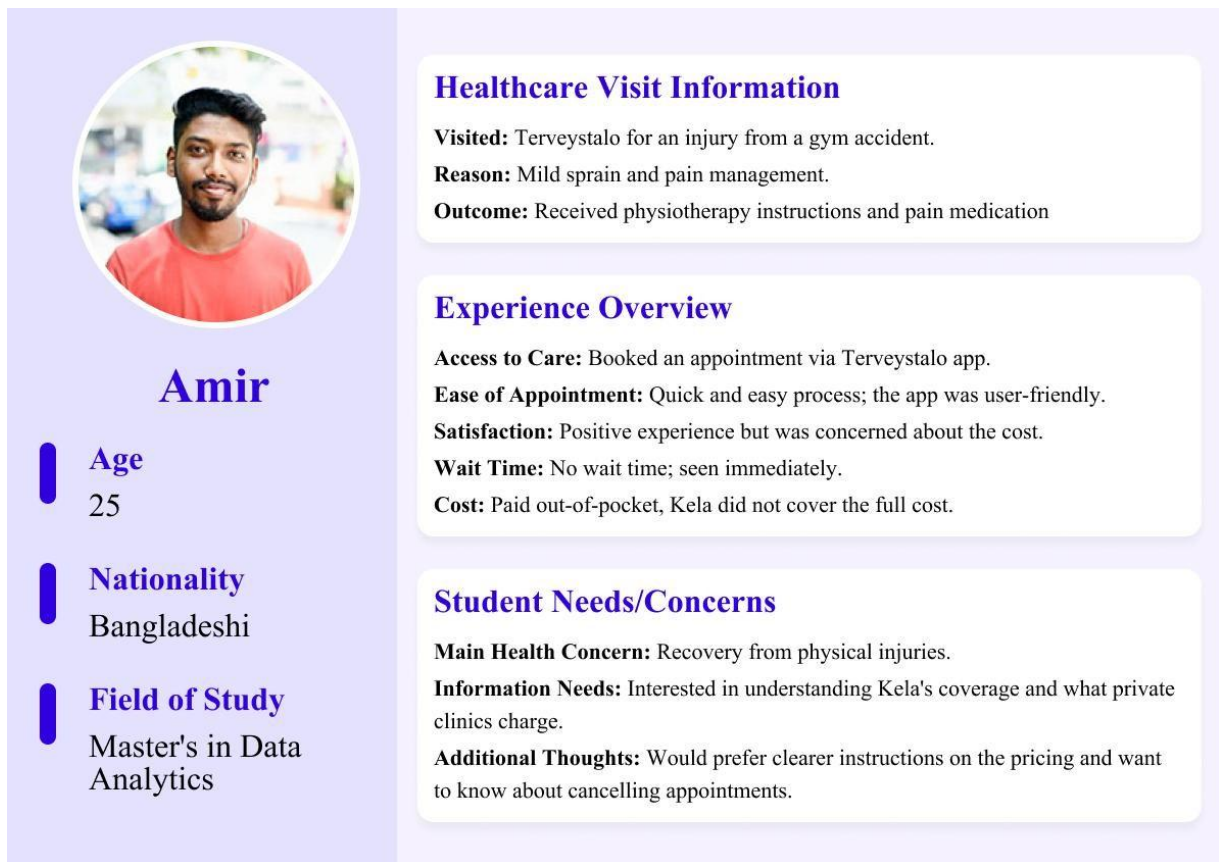 Amir
Age
25
Nationality
Bangladeshi
Field of Study
Master's in Data
Analytics
Healthcare Visit Information
Visited: Terveystalo for an injury from a gym accident.
Reason: Mild sprain and pain management.
Outcome: Received physiotherapy instructions and pain medication
Experience Overview
Access to Care: Booked an appointment via Terveystalo app.
Ease of Appointment: Quick and easy process; the app was user-friendly.
Satisfaction: Positive experience but was concerned about the cost.
Wait Time: No wait time; seen immediately.
Cost: Paid out-of-pocket, Kela did not cover the full cost.
Student Needs/Concerns
Main Health Concern: Recovery from physical injuries.
Information Needs: Interested in understanding Kela's coverage and what private
clinics charge.
Additional Thoughts: Would prefer clearer instructions on the pricing and want
to know about cancelling appointments.